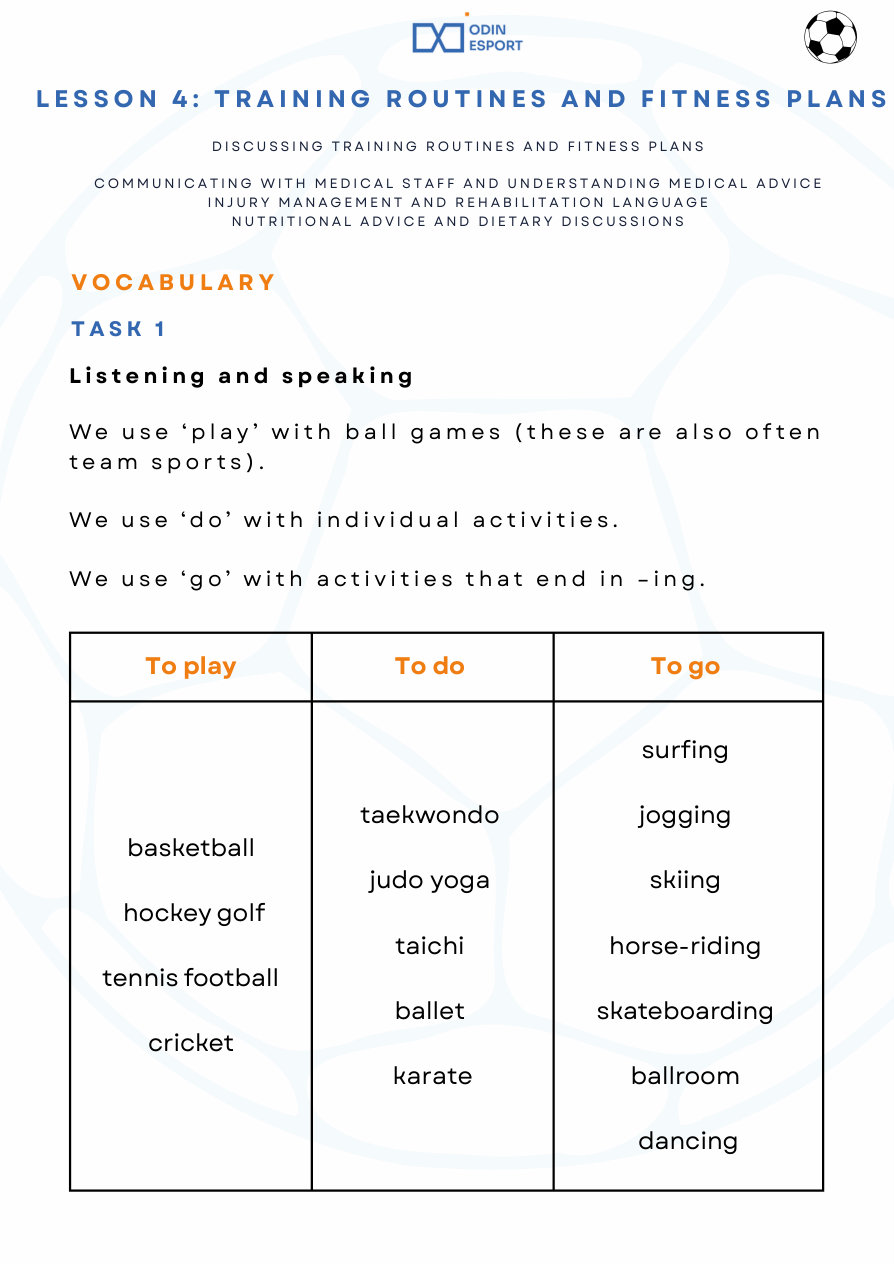 ODIN
ESPORT
LESSON 4: TRAINING ROUTINES AND FITNESS PLANS
DISCUSSING TRAINING ROUTINES AND FITNESS PLANS
COMMUNICATING WITH MEDICAL STAFF AND UNDERSTANDING MEDICAL ADVICE
INJURY MANAGEMENT AND REHABILITATION LANGUAGE
NUTRITIONAL ADVICE AND DIETARY DISCUSSIONS
VOCABULARY
TASK 1
Listening and speaking
We use ‘play’ with ball games (these are also often
team sports).
We use ‘do’ with individual activities.
We use ‘go’ with activities that end in –ing.
To play
To do
To go
basketball
hockey golf
tennis football
cricket
taekwondo
judo yoga
taichi
ballet
karate
surfing
jogging
skiing
horse-riding
skateboarding
ballroom
dancing